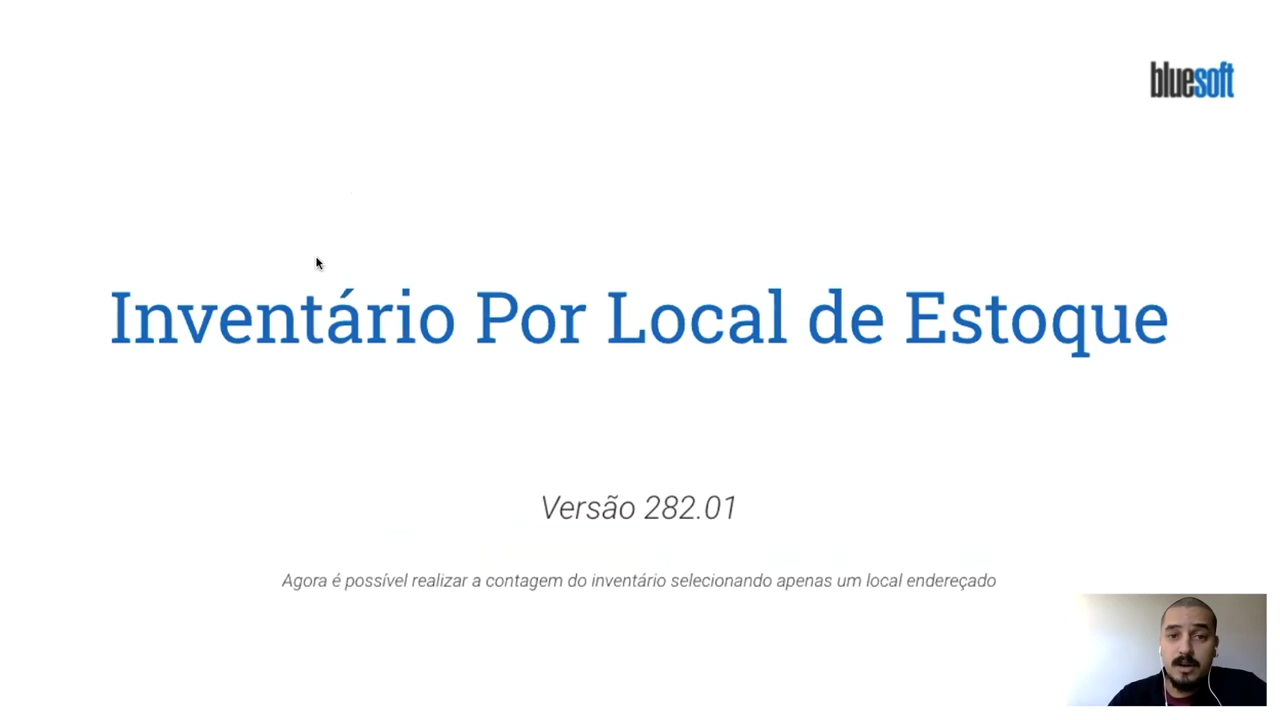 bluesoft
Inventário Por Local de Estoque
Versão 282.01
Agora é possível realizar a contagem do inventário selecionando apenas um local endereçado